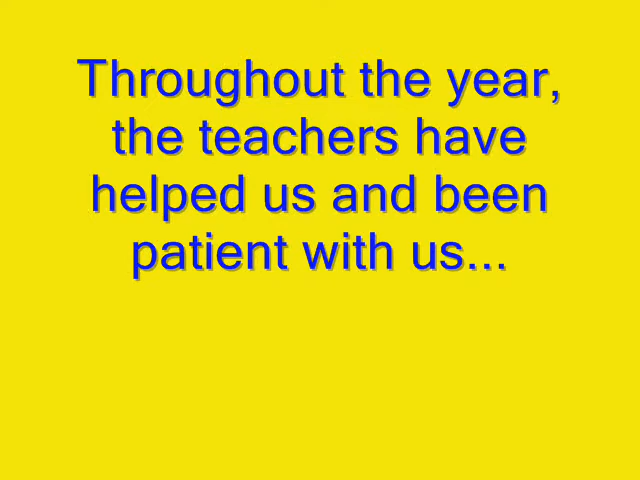 Throughout the year,
the teachers have
helped us and been
patient with us...